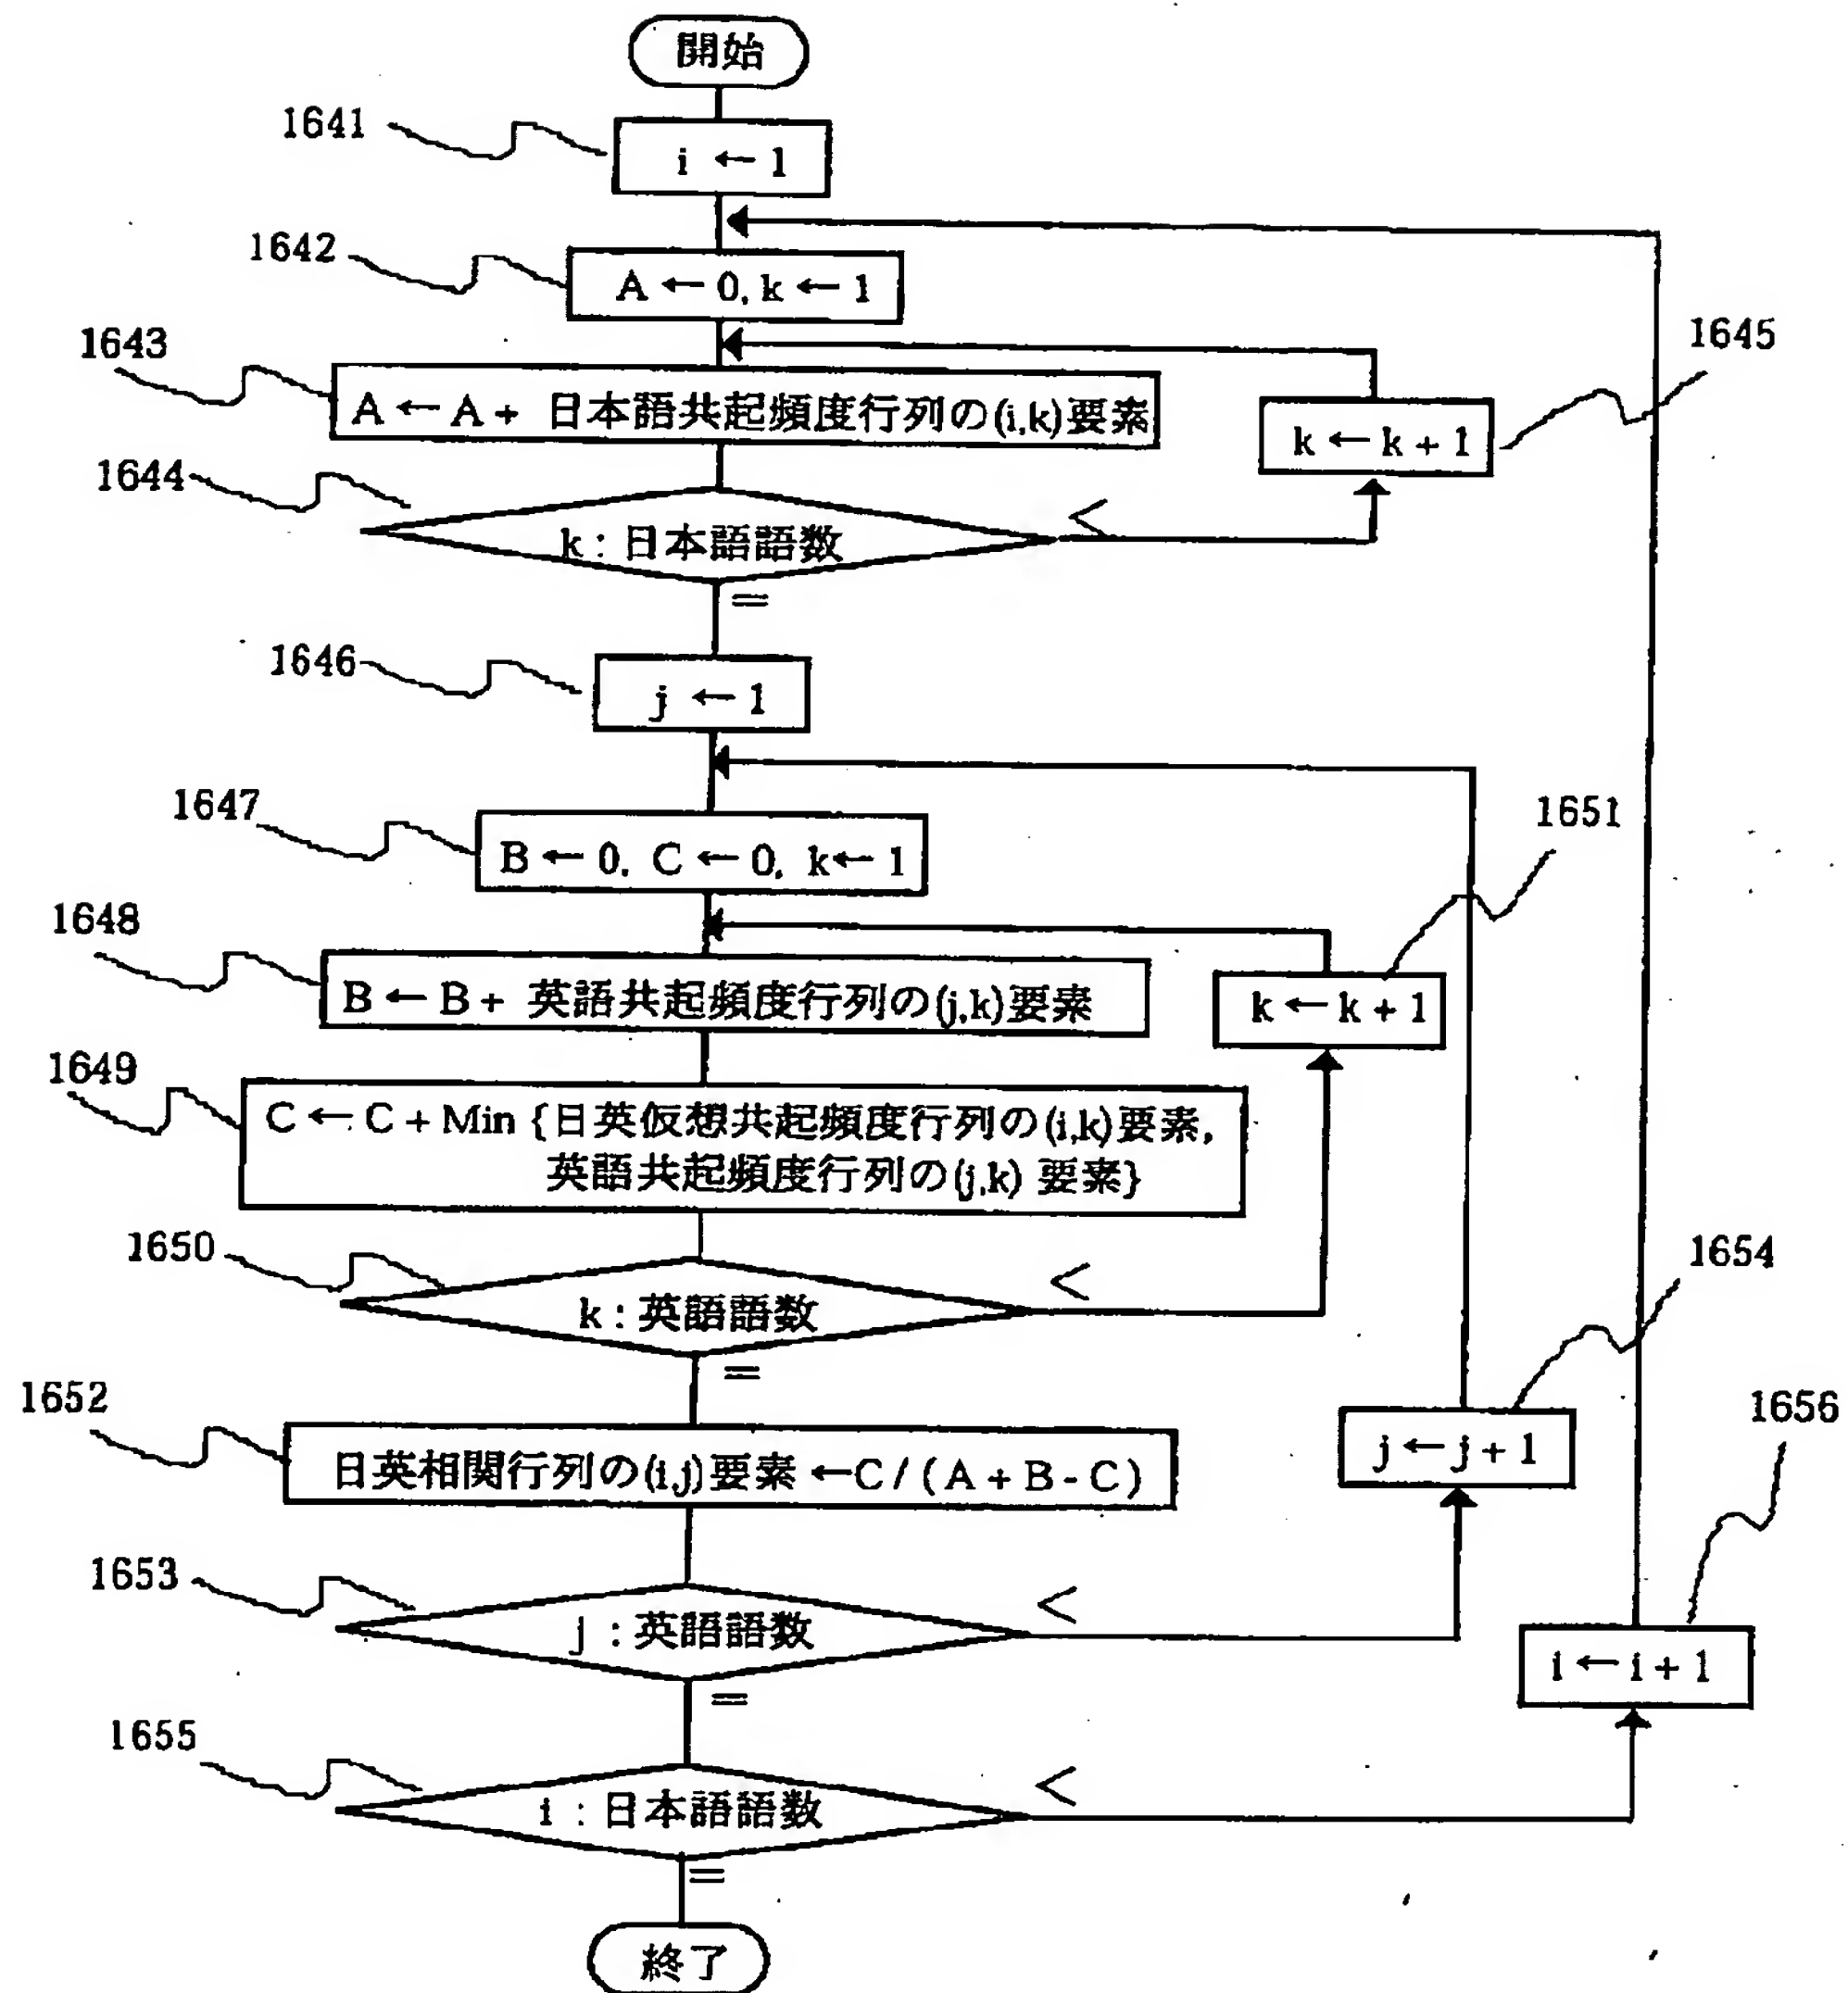 開始
1641
i ← 1
1642
A ← 0, k ← 1
1643
A ← A + 日本語共起頻度行列の(i,k)要素
1645
k ← k + 1
1644
k : 日本語語数
<
=
1646
j ← 1
1647
B ← 0, C ← 0, k ← 1
1651
1648
B ← B + 英語共起頻度行列の(j,k)要素
k ← k + 1
1649
C ← C + Min {日英仮想共起頻度行列の(i,k)要素,
英語共起頻度行列の(j,k) 要素}
1650
k : 英語語数
<
=
1654
1652
日英相関行列の(i,j)要素 ← C / ( A + B - C )
j ← j + 1
1656
1653
j : 英語語数
<
=
i ← i + 1
1655
i : 日本語語数
<
=
終了